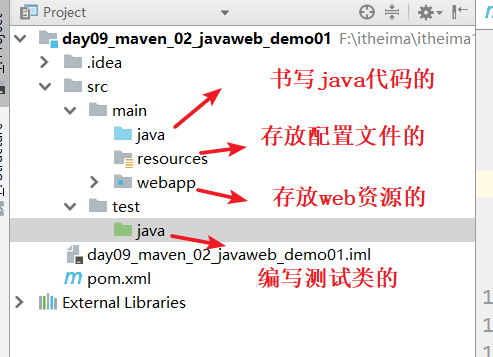 Project
day09_maven_02_javaweb_demo01 F:\itheima\itheima1
.idea
src
main
java
书写java代码的
resources
存放配置文件的
webapp
存放web资源的
test
java
day09_maven_02_javaweb_demo01.iml
编写测试类的
pom.xml
External Libraries